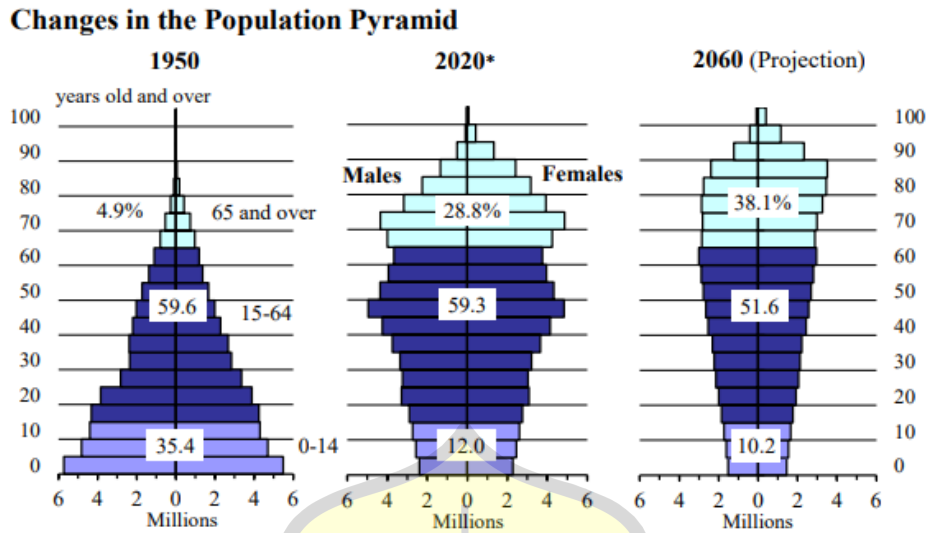 Changes in the Population Pyramid
1950
2020*
2060 (Projection)
years old and over
100
90
80
70
60
50
40
30
20
10
0
4.9%
65 and over
59.6
15-64
35.4
0-14
6 4 2 0 2 4 6
Millions
Males
Females
28.8%
59.3
12.0
6 4 2 0 2 4 6
Millions
38.1%
51.6
10.2
6 4 2 0 2 4 6
Millions
100
90
80
70
60
50
40
30
20
10
0